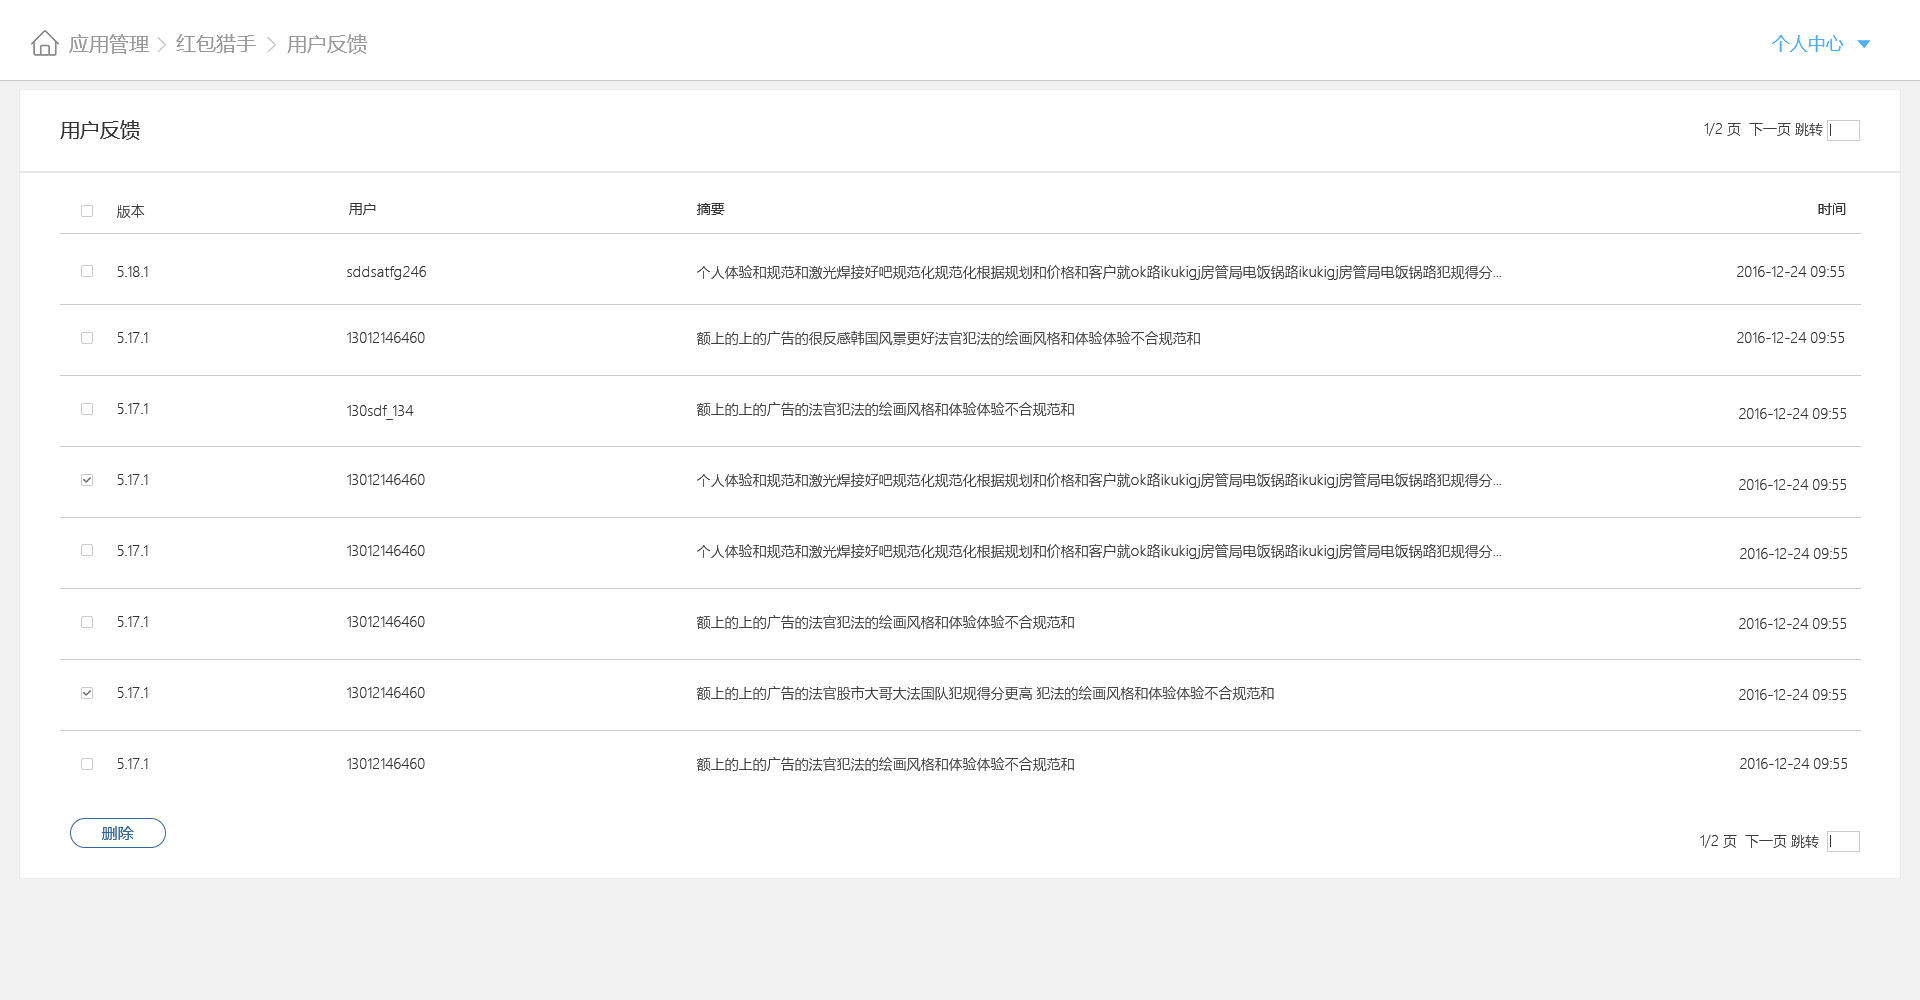 应用管理 > 红包猎手 > 用户反馈 个人中心
用户反馈 1/2 页 下一页 跳转
版本 用户 摘要 时间
5.18.1 sddsatfg246 个人体验和规范和激光焊接好吧规范化规范化根据规划和价格和客户就ok路ikukigj房管局电饭锅路ikukigj房管局电饭锅路犯规得分... 2016-12-24 09:55
5.17.1 13012146460 额上的上的广告的很反感韩国风景更好法官犯法的绘画风格和体验体验不合规范和 2016-12-24 09:55
5.17.1 130sdf_134 额上的上的广告的法官犯法的绘画风格和体验体验不合规范和 2016-12-24 09:55
5.17.1 13012146460 个人体验和规范和激光焊接好吧规范化规范化根据规划和价格和客户就ok路ikukigj房管局电饭锅路ikukigj房管局电饭锅路犯规得分... 2016-12-24 09:55
5.17.1 13012146460 个人体验和规范和激光焊接好吧规范化规范化根据规划和价格和客户就ok路ikukigj房管局电饭锅路ikukigj房管局电饭锅路犯规得分... 2016-12-24 09:55
5.17.1 13012146460 额上的上的广告的法官犯法的绘画风格和体验体验不合规范和 2016-12-24 09:55
5.17.1 13012146460 额上的上的广告的法官股市大哥大法国队犯规得分更高 犯法的绘画风格和体验体验不合规范和 2016-12-24 09:55
5.17.1 13012146460 额上的上的广告的法官犯法的绘画风格和体验体验不合规范和 2016-12-24 09:55
删除 1/2 页 下一页 跳转